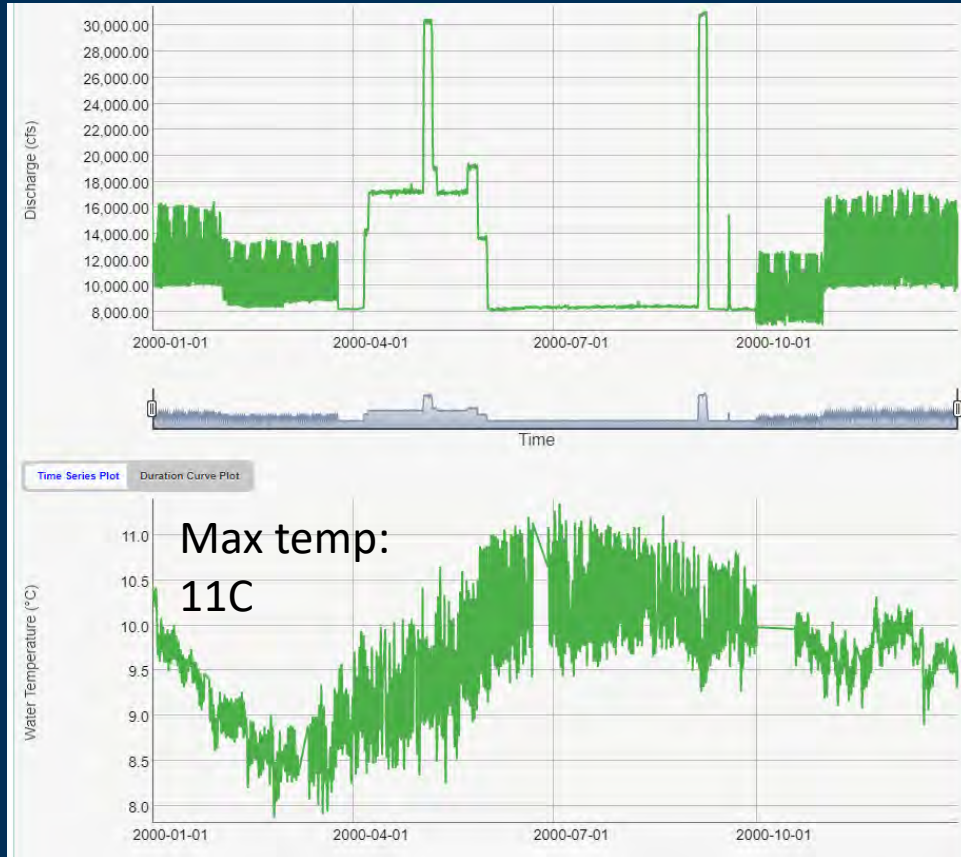 30,000.00
28,000.00
26,000.00
24,000.00
22,000.00
20,000.00
18,000.00
16,000.00
14,000.00
12,000.00
10,000.00
8,000.00
Discharge (cfs)
2000-01-01 2000-04-01 2000-07-01 2000-10-01
Time
Time Series Plot Duration Curve Plot
Max temp:
11C
11.0
10.5
10.0
9.5
9.0
8.5
8.0
Water Temperature (°C)
2000-01-01 2000-04-01 2000-07-01 2000-10-01